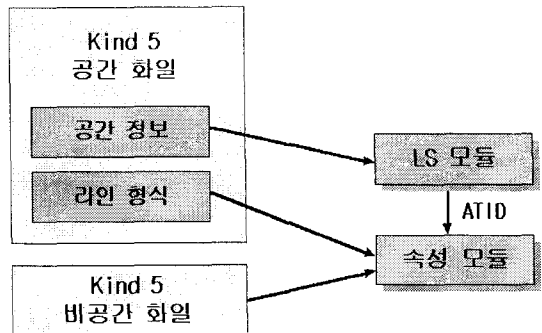 Kind 5
공간 화일
공간 정보
라인 형식
LS 모듈
ATID
속성 모듈
Kind 5
비공간 화일